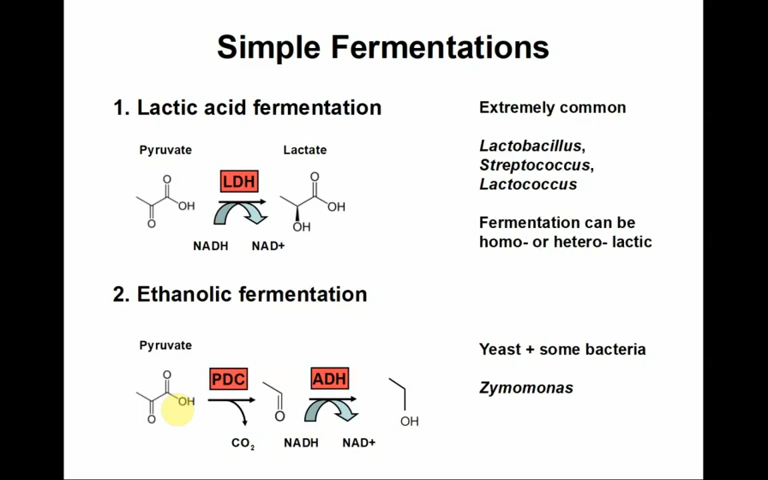 Simple Fermentations
1. Lactic acid fermentation
Extremely common
Pyruvate
Lactate
Lactobacillus,
Streptococcus,
Lactococcus
LDH
O
OH
O
O
OH
OH
NADH
NAD+
Fermentation can be
homo- or hetero- lactic
2. Ethanolic fermentation
Pyruvate
Yeast + some bacteria
Zymomonas
PDC
ADH
O
OH
O
O
OH
CO2
NADH
NAD+